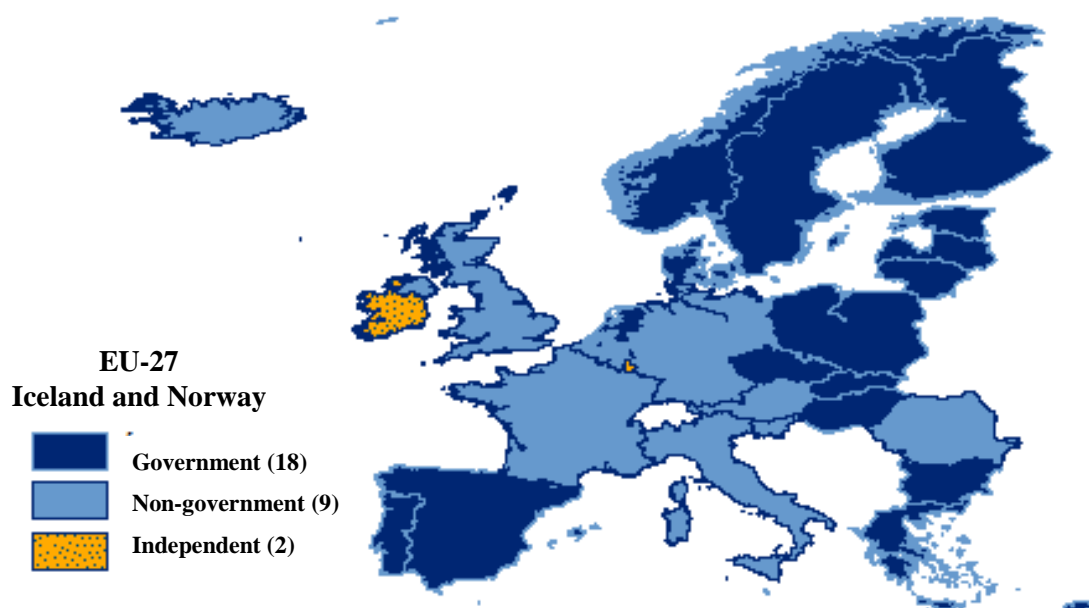 EU-27
Iceland and Norway
Government (18)
Non-government (9)
Independent (2)